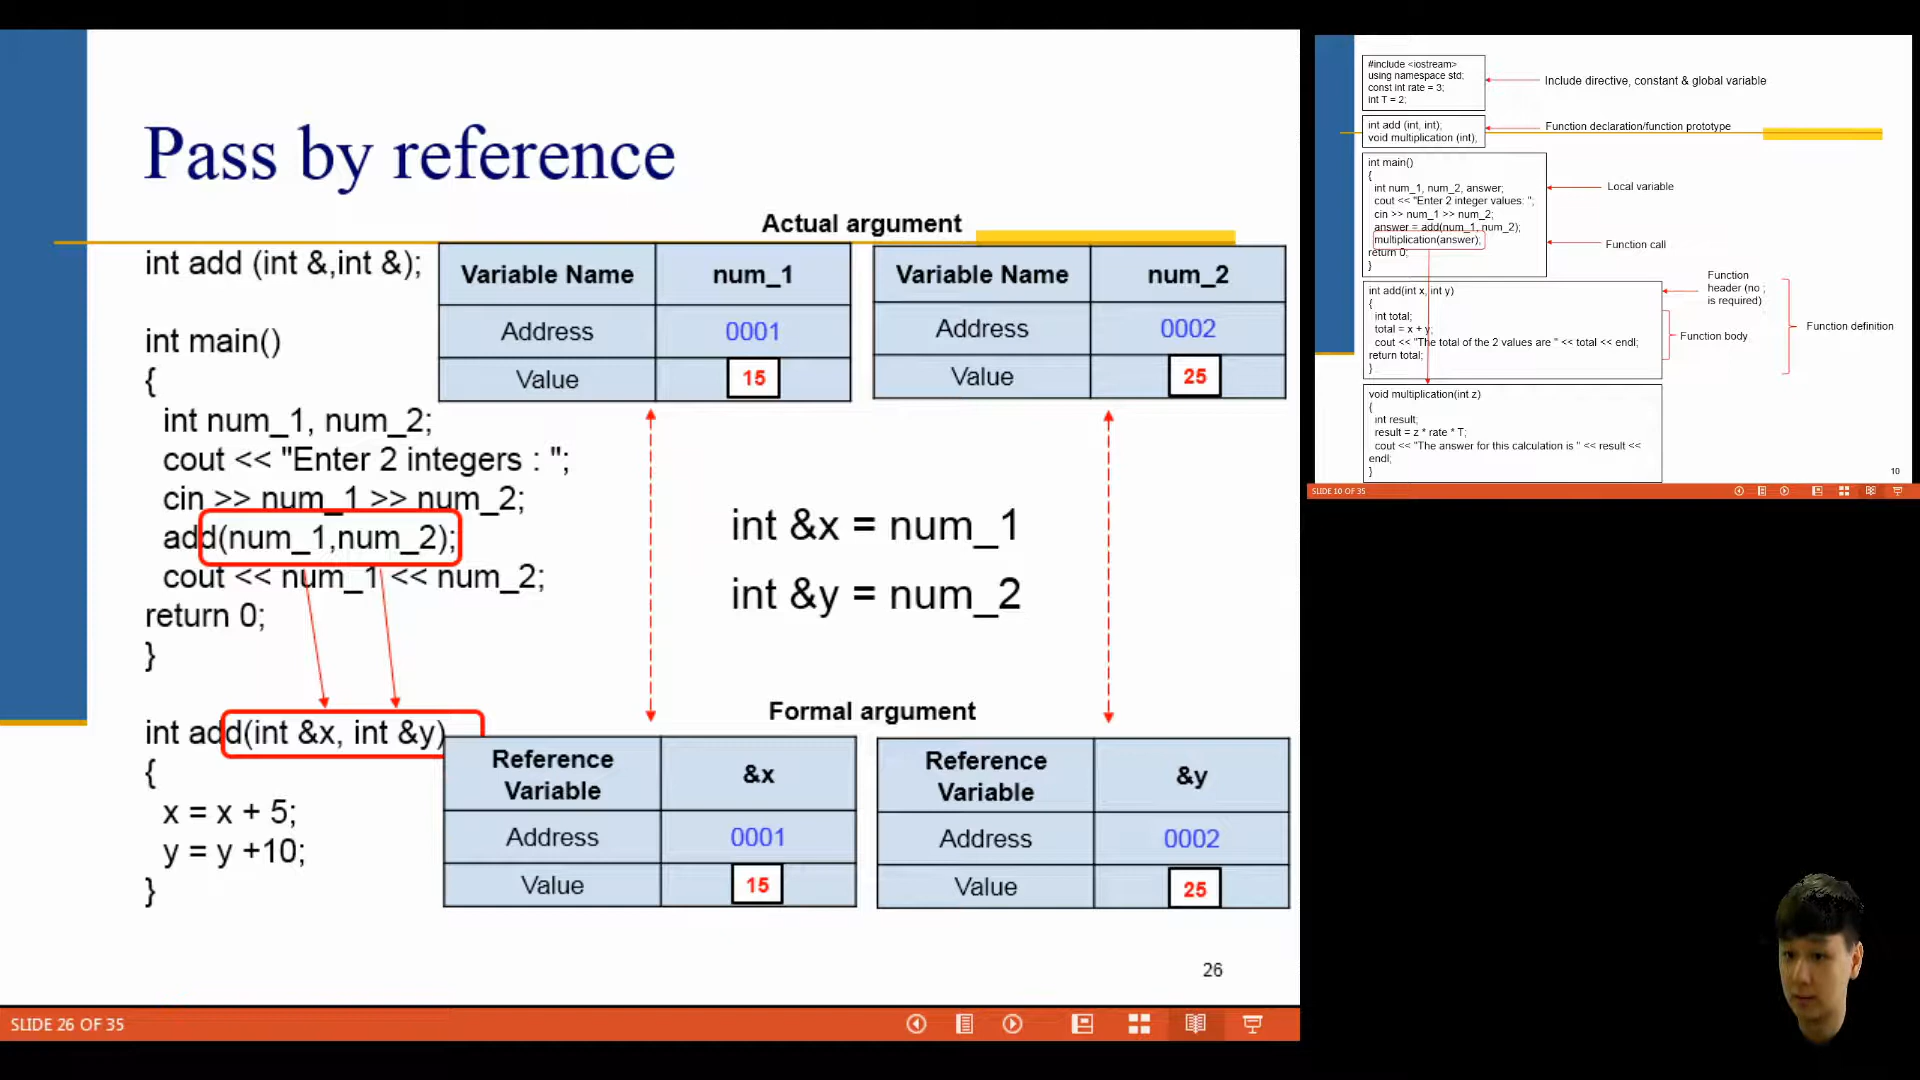 Pass by reference
Actual argument
int add (int &,int &);
int main()
{
int num_1, num_2;
cout << "Enter 2 integers : ";
cin >> num_1 >> num_2;
add(num_1,num_2);
cout << num_1 << num_2;
return 0;
}
int add(int &x, int &y)
{
x = x + 5;
y = y +10;
}
Variable Name num_1
Address 0001
Value 15
Variable Name num_2
Address 0002
Value 25
int &x = num_1
int &y = num_2
Formal argument
Reference Variable &x
Address 0001
Value 15
Reference Variable &y
Address 0002
Value 25
26
SLIDE 26 OF 35
#include <iostream>
using namespace std;
const int rate = 3;
int T = 2;
Include directive, constant & global variable
int add (int, int);
void multiplication (int);
Function declaration/function prototype
int main()
{
int num_1, num_2, answer;
cout << "Enter 2 integer values: ";
cin >> num_1 >> num_2;
answer = add(num_1, num_2);
multiplication(answer);
return 0;
}
Local variable
Function call
int add(int x, int y)
{
int total;
total = x + y;
cout << "The total of the 2 values are " << total << endl;
return total;
}
Function
header (no ;
is required)
Function body
Function definition
void multiplication(int z)
{
int result;
result = z * rate * T;
cout << "The answer for this calculation is " << result <<
endl;
}
10
SLIDE 10 OF 35